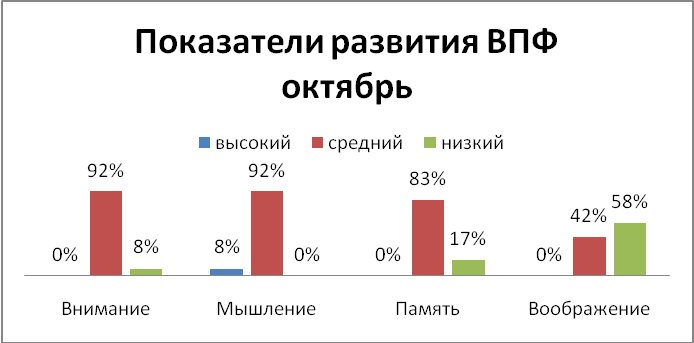 Показатели развития ВПФ
октябрь
высокий средний низкий
0% 92% 8% 8% 92% 0% 0% 83% 17% 0% 42% 58%
Внимание Мышление Память Воображение